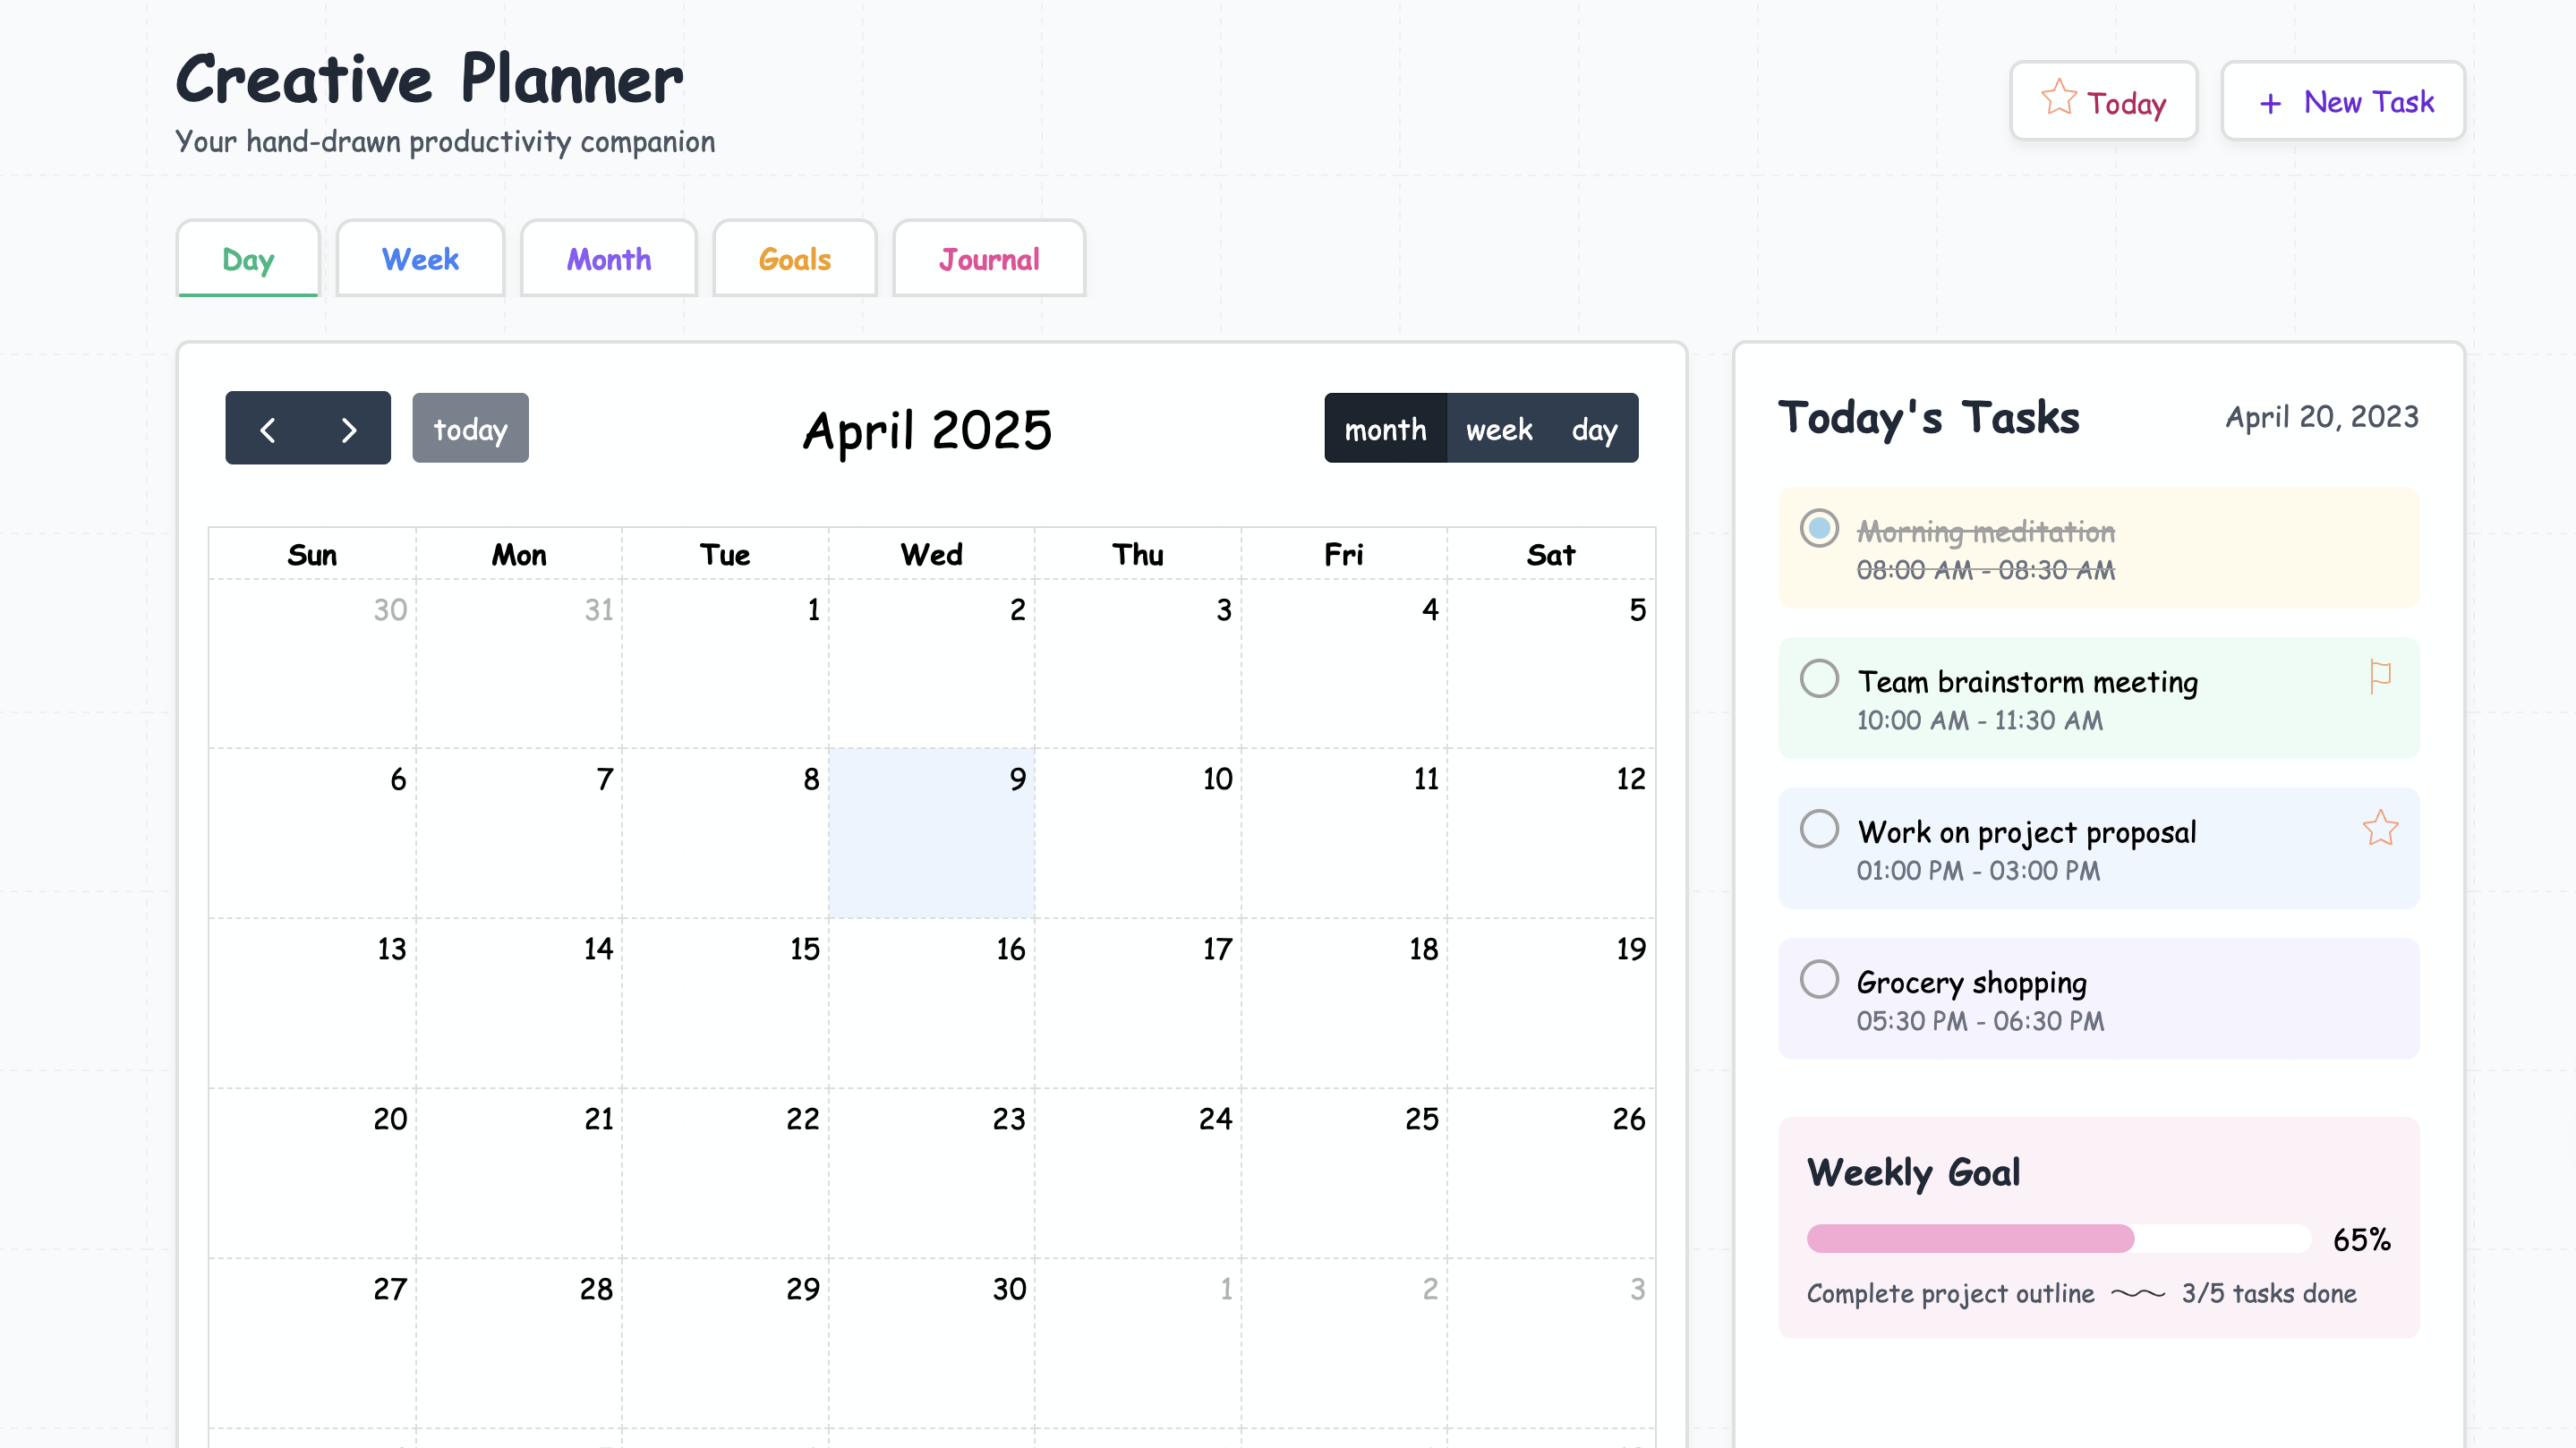 Creative Planner
Your hand-drawn productivity companion
Today
+ New Task
Day Week Month Goals Journal
today
April 2025
month week day
Sun Mon Tue Wed Thu Fri Sat
30 31 1 2 3 4 5
6 7 8 9 10 11 12
13 14 15 16 17 18 19
20 21 22 23 24 25 26
27 28 29 30 1 2 3
Today's Tasks
April 20, 2023
Morning meditation
08:00 AM - 08:30 AM
Team brainstorm meeting
10:00 AM - 11:30 AM
Work on project proposal
01:00 PM - 03:00 PM
Grocery shopping
05:30 PM - 06:30 PM
Weekly Goal
65%
Complete project outline 3/5 tasks done